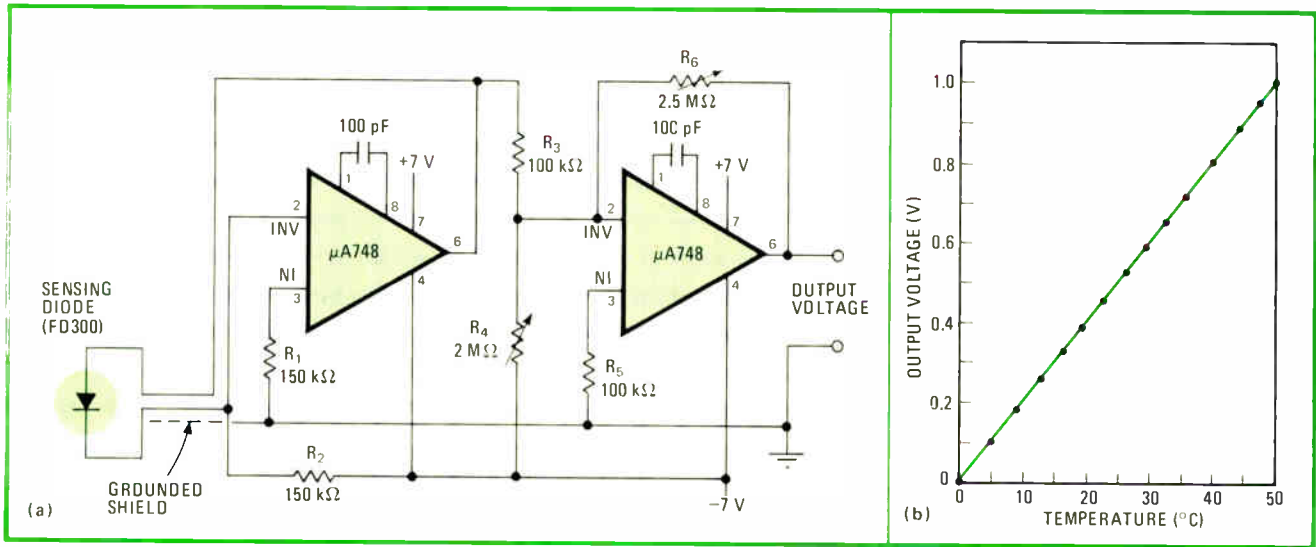 R6
2.5 MΩ
100 pF
10C pF
R3
100 kΩ
+7 V
+7 V
1
8
7
1
8
7
2
INV
2
INV
μA748
6
μA748
6
NI
3
4
NI
3
4
SENSING
DIODE
(FD300)
OUTPUT
VOLTAGE
R1
150 kΩ
R4
2 MΩ
R5
100 kΩ
R2
150 kΩ
GROUNDED
SHIELD
−7 V
(a)
OUTPUT VOLTAGE (V)
1.0
0.8
0.6
0.4
0.2
0
0 10 20 30 40 50
TEMPERATURE (°C)
(b)